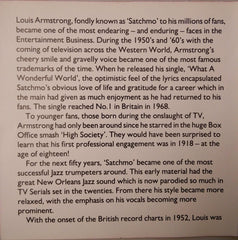 Louis Armstrong, fondly known as 'Satchmo' to his millions of fans,
became one of the most endearing – and enduring – faces in the
Entertainment Business. During the 1950's and '60's with the
coming of television across the Western World, Armstrong's
cheery smile and gravelly voice became one of the most famous
trademarks of the time. When he released his single, 'What A
Wonderful World', the optimistic feel of the lyrics encapsulated
Satchmo's obvious love of life and gratitude for a career which in
the main had given as much enjoyment as he had returned to his
fans. The single reached No.1 in Britain in 1968.
To younger fans, those born during the onslaught of TV,
Armstrong had only been around since he starred in the huge Box
Office smash 'High Society'. They would have been surprised to
learn that his first professional engagement was in 1918 – at the
age of eighteen!
For the next fifty years, 'Satchmo' became one of the most
successful Jazz trumpeters around. This early material had the
great New Orleans Jazz sound which is now parodied so much in
TV Serials set in the twenties. From there his style became more
relaxed, with the emphasis on his vocals becoming more
prominent.
With the onset of the British record charts in 1952, Louis was